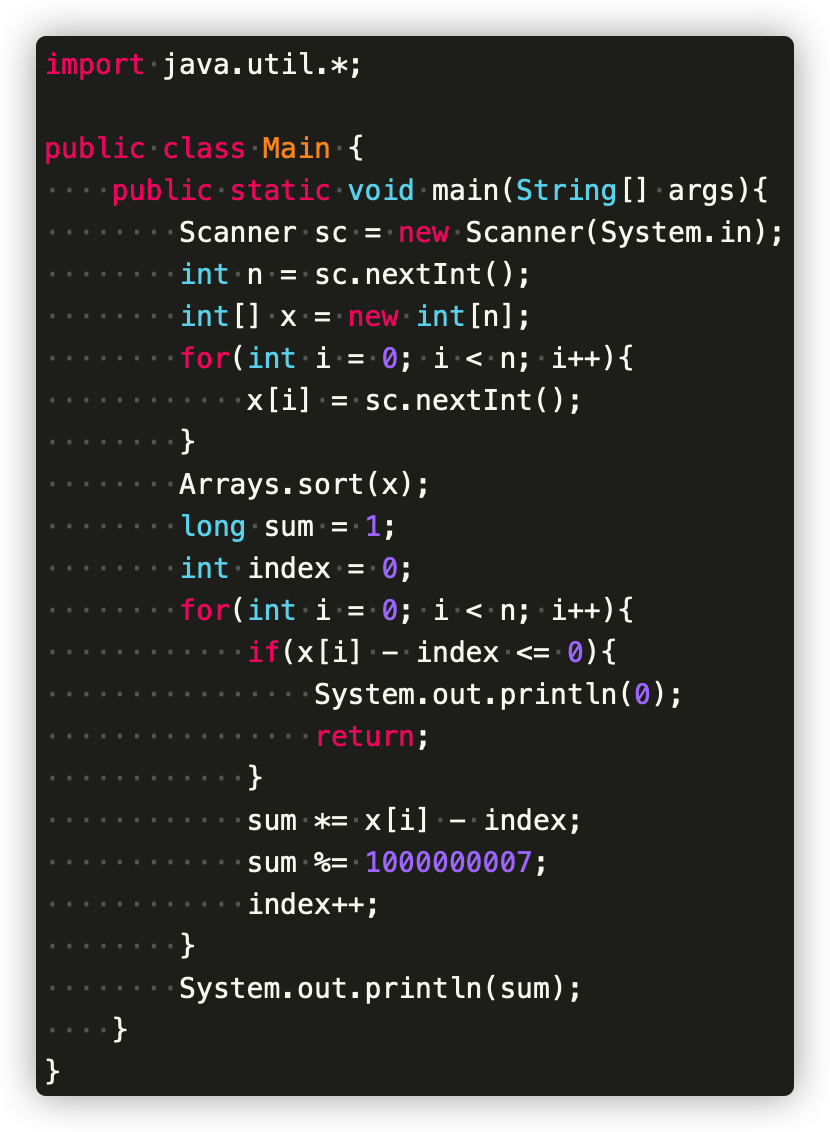 import java.util.*;

public class Main {
    public static void main(String[] args){
        Scanner sc = new Scanner(System.in);
        int n = sc.nextInt();
        int[] x = new int[n];
        for(int i = 0; i < n; i++){
            x[i] = sc.nextInt();
        }
        Arrays.sort(x);
        long sum = 1;
        int index = 0;
        for(int i = 0; i < n; i++){
            if(x[i] - index <= 0){
                System.out.println(0);
                return;
            }
            sum *= x[i] - index;
            sum %= 1000000007;
            index++;
        }
        System.out.println(sum);
    }
}